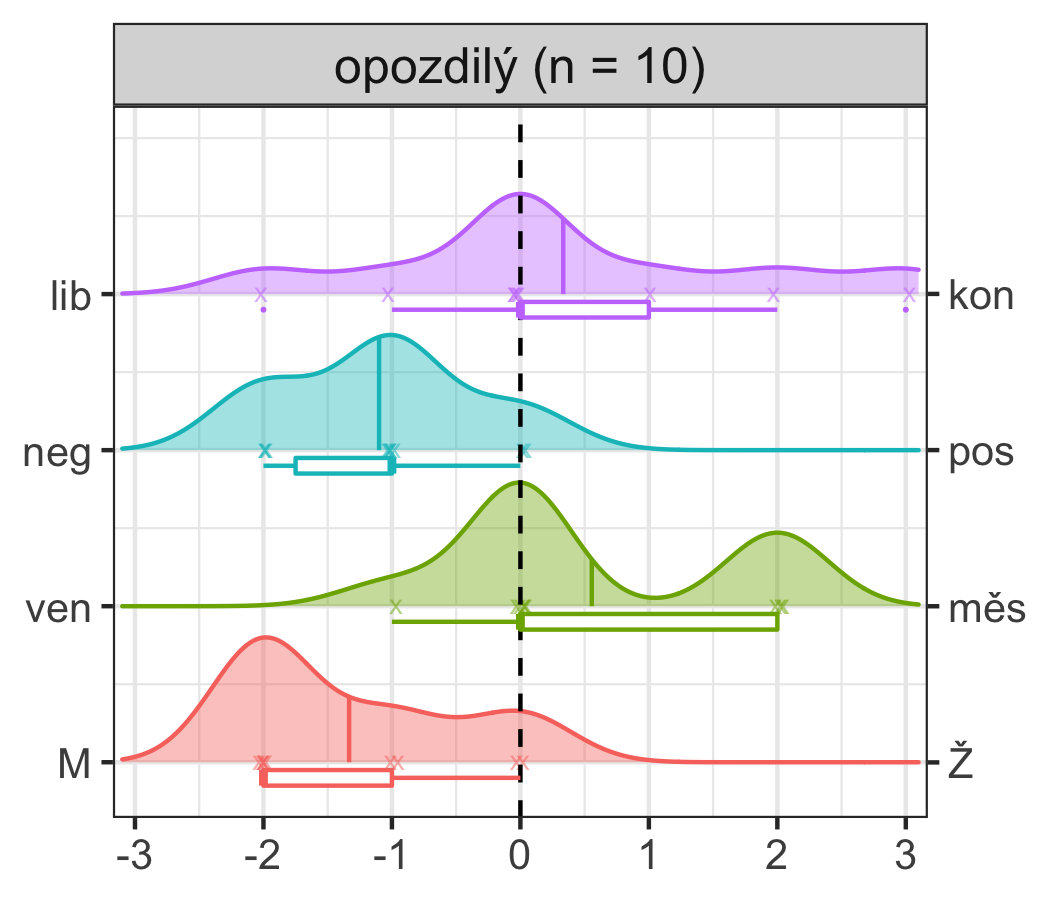 opozdilý (n = 10)
lib kon
neg pos
ven měs
M Ž
-3 -2 -1 0 1 2 3